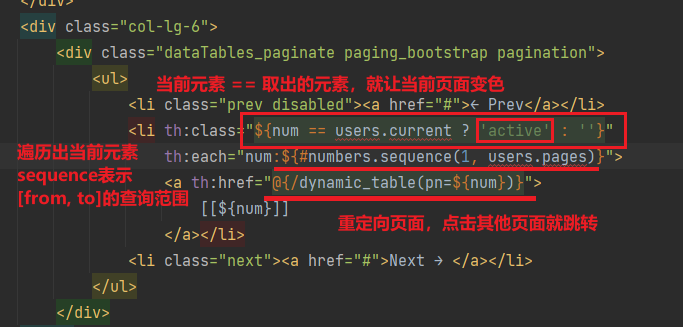 </div>
<div class="col-lg-6">
<div class="dataTables_paginate paging_bootstrap pagination">
<ul>
当前元素 == 取出的元素，就让当前页面变色
<li class="prev disabled"><a href="#">← Prev</a></li>
<li th:class="${num == users.current ? 'active' : ''}"
遍历出当前元素
sequence表示
[from, to]的查询范围
th:each="num:${#numbers.sequence(1, users.pages)}">
<a th:href="@{/dynamic_table(pn=${num})}">
[[${num}]]
重定向页面，点击其他页面就跳转
</a></li>
<li class="next"><a href="#">Next → </a></li>
</ul>
</div>